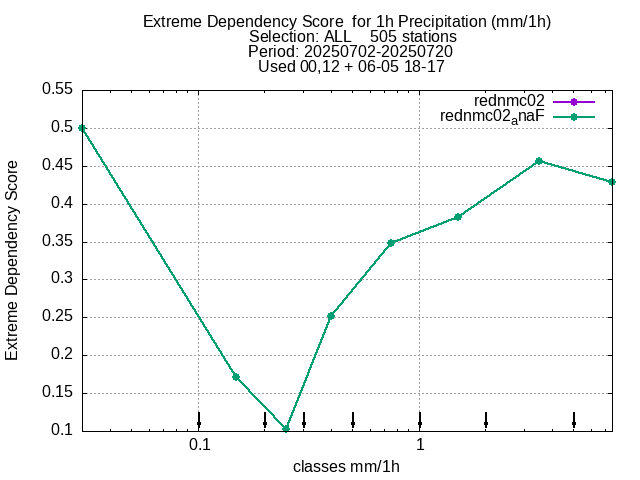 Extreme Dependency Score  for 1h Precipitation (mm/1h)
Selection: ALL    505 stations
Period: 20250702-20250720
Used 00,12 + 06-05 18-17
rednmc02
rednmc02anaF
0.55
0.5
0.45
0.4
0.35
0.3
0.25
0.2
0.15
0.1
Extreme Dependency Score
0.1
1
classes mm/1h